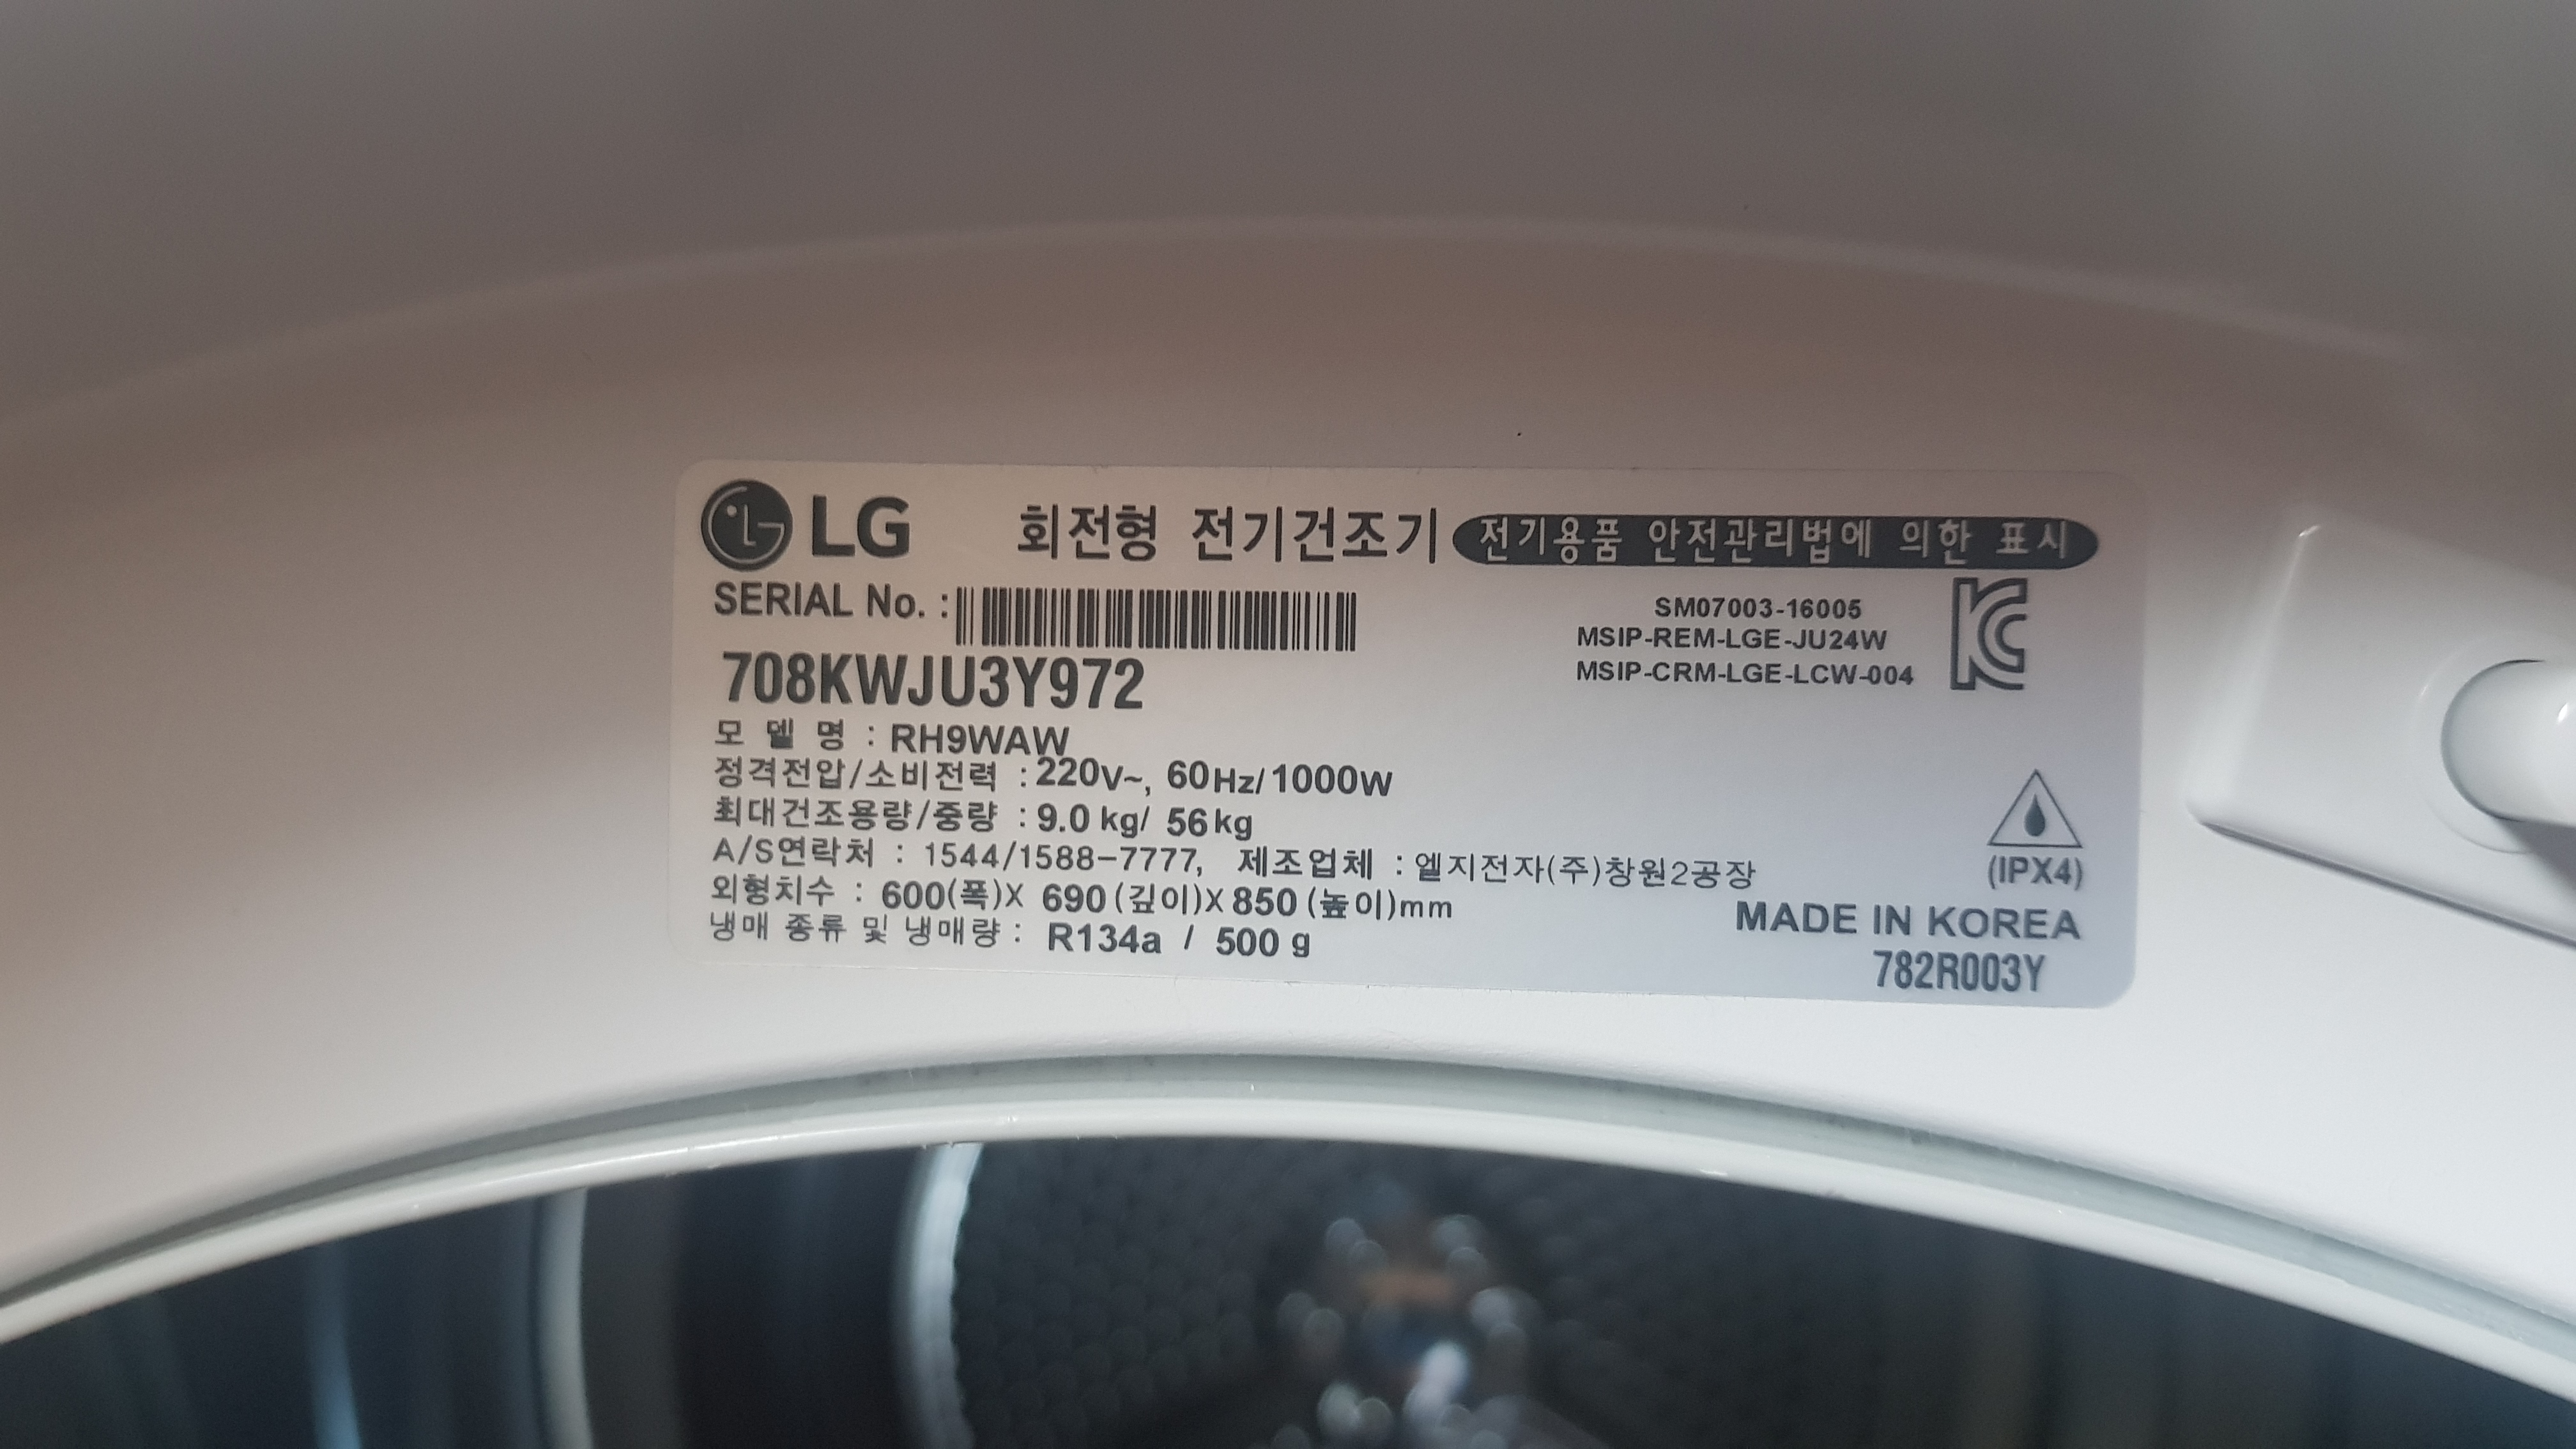 LG 회전형 전기건조기 전기용품 안전관리법에 의한 표시
SERIAL No. :
708KWJU3Y972
SM07003-16005
MSIP-REM-LGE-JU24W
MSIP-CRM-LGE-LCW-004
모 델 명 : RH9WAW
정격전압/소비전력 : 220V~, 60Hz/1000W
최대건조용량/중량 : 9.0 kg/ 56kg
A/S연락처 : 1544/1588-7777, 제조업체 : 엘지전자(주)창원2공장
외형치수 : 600(폭)X 690(깊이)X 850(높이)mm
냉매 종류 및 냉매량 : R134a / 500 g
(IPX4)
MADE IN KOREA
782R003Y